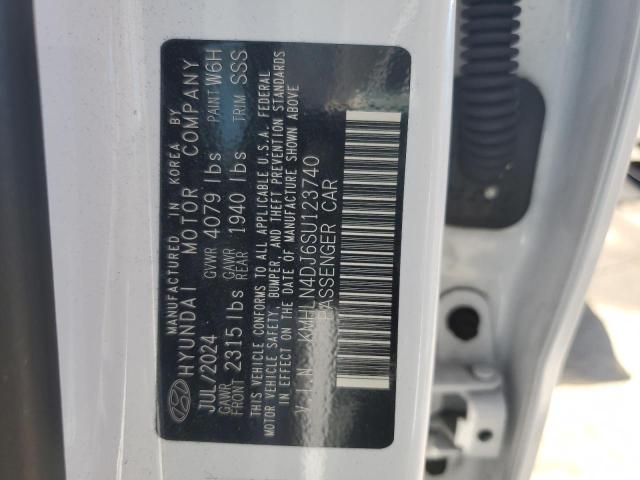 MANUFACTURED IN KOREA BY
HYUNDAI MOTOR COMPANY
JUL/2024 GVWR 4079 lbs PAINT W6H
GAWR FRONT 2315 lbs GAWR REAR 1940 lbs TRIM SSS
THIS VEHICLE CONFORMS TO ALL APPLICABLE U.S.A. FEDERAL
MOTOR VEHICLE SAFETY, BUMPER, AND THEFT PREVENTION STANDARDS
IN EFFECT ON THE DATE OF MANUFACTURE SHOWN ABOVE
V.I.N. KMHLN4DJ6SU123740
PASSENGER CAR